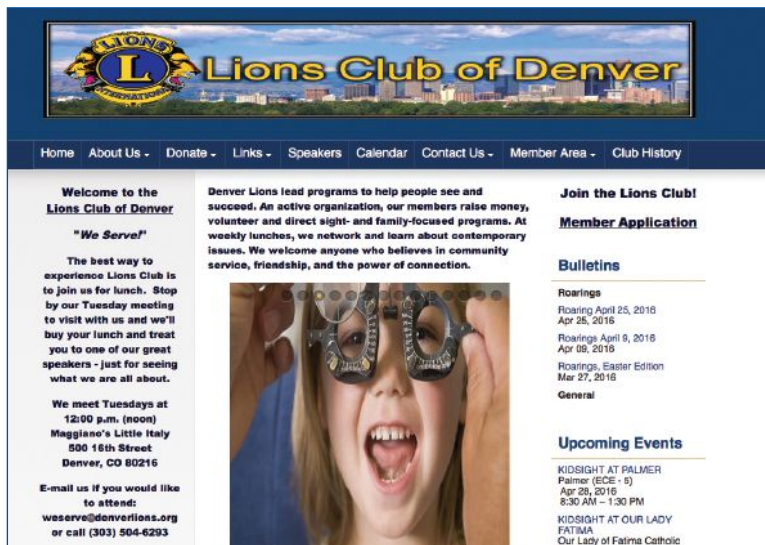 LIONS
L
INTERNATIONAL
Lions Club of Denver
Home About Us Donate Links Speakers Calendar Contact Us Member Area Club History
Welcome to the
Lions Club of Denver
"We Serve!"
The best way to
experience Lions Club is
to join us for lunch. Stop
by our Tuesday meeting
to visit with us and we'll
buy your lunch and treat
you to one of our great
speakers - just for seeing
what we are all about.
We meet Tuesdays at
12:00 p.m. (noon)
Maggiano's Little Italy
500 16th Street
Denver, CO 80216
E-mail us if you would like
to attend:
weserve@denverlions.org
or call (303) 504-6293
Denver Lions lead programs to help people see and
succeed. An active organization, our members raise money,
volunteer and direct sight- and family-focused programs. At
weekly lunches, we network and learn about contemporary
issues. We welcome anyone who believes in community
service, friendship, and the power of connection.
Join the Lions Club!
Member Application
Bulletins
Roarings
Roaring April 25, 2016
Apr 25, 2016
Roarings April 9, 2016
Apr 09, 2016
Roarings, Easter Edition
Mar 27, 2016
General
Upcoming Events
KIDSIGHT AT PALMER
Palmer (ECE - 5)
Apr 28, 2016
8:30 AM – 1:30 PM
KIDSIGHT AT OUR LADY
FATIMA
Our Lady of Fatima Catholic